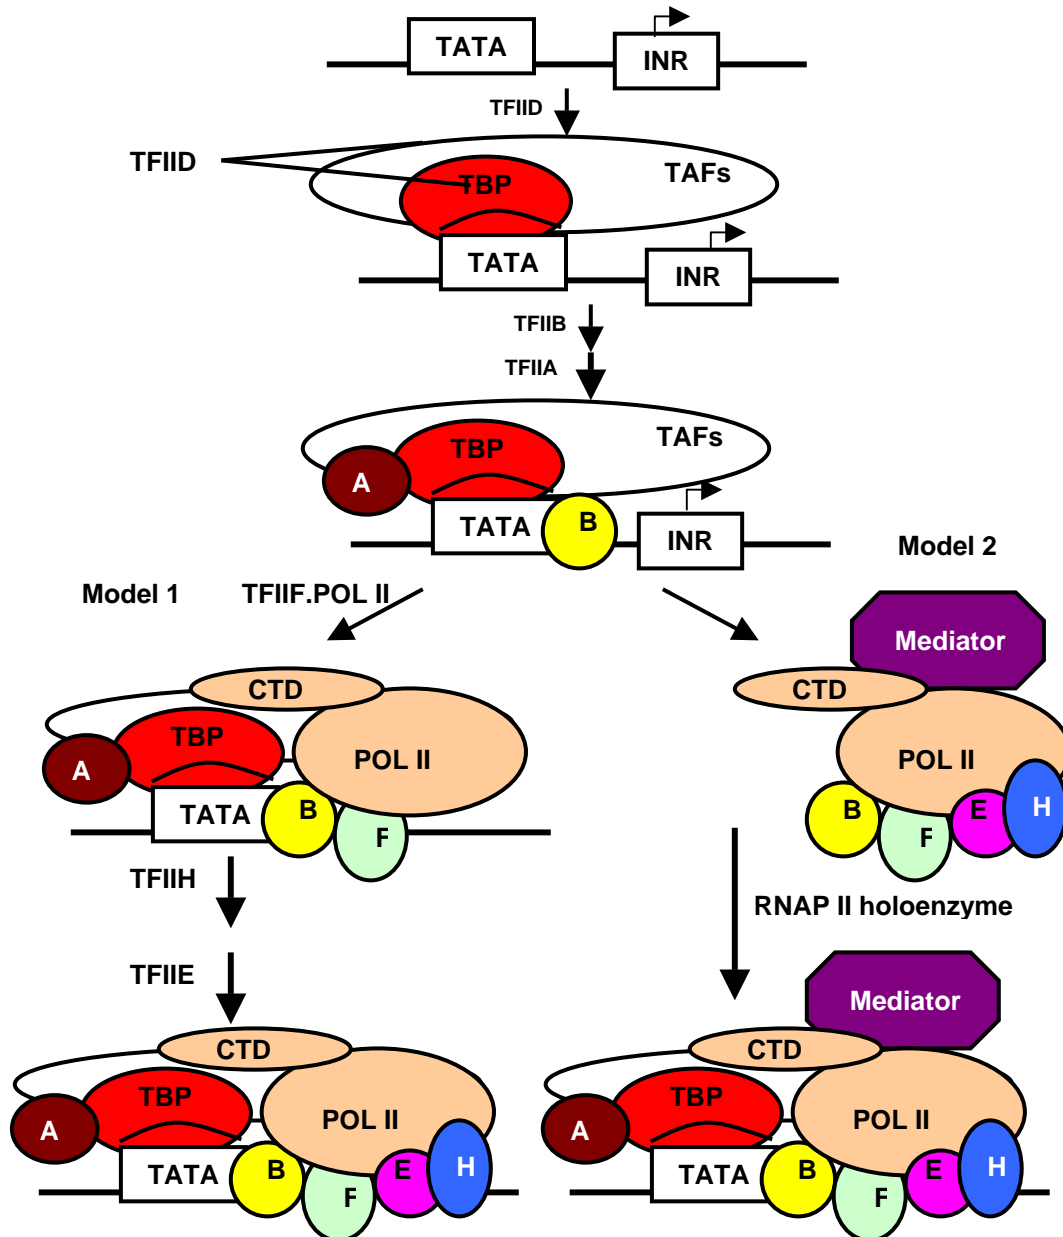 TATA
INR
TFIID
TFIID
TBP
TAFs
TATA
INR
TFIIB
TFIIA
TBP
TAFs
A
TATA
B
INR
Model 2
Model 1
TFIIF.POL II
Mediator
CTD
TBP
A
POL II
TATA
B
F
CTD
POL II
B
F
E
H
TFIIH
RNAP II holoenzyme
TFIIE
CTD
TBP
A
POL II
TATA
B
F
E
H
Mediator
CTD
TBP
A
POL II
TATA
B
F
E
H